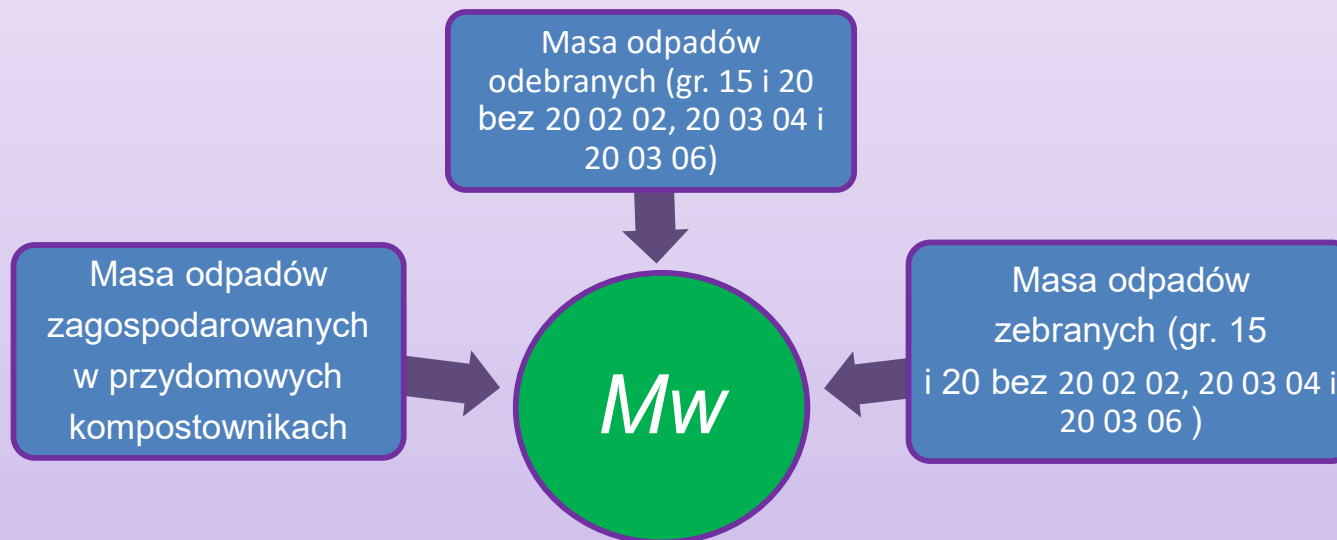 Masa odpadów
odebranych (gr. 15 i 20
bez 20 02 02, 20 03 04 i
20 03 06)
Masa odpadów
zagospodarowanych
w przydomowych
kompostownikach
Mw
Masa odpadów
zebranych (gr. 15
i 20 bez 20 02 02, 20 03 04 i
20 03 06 )